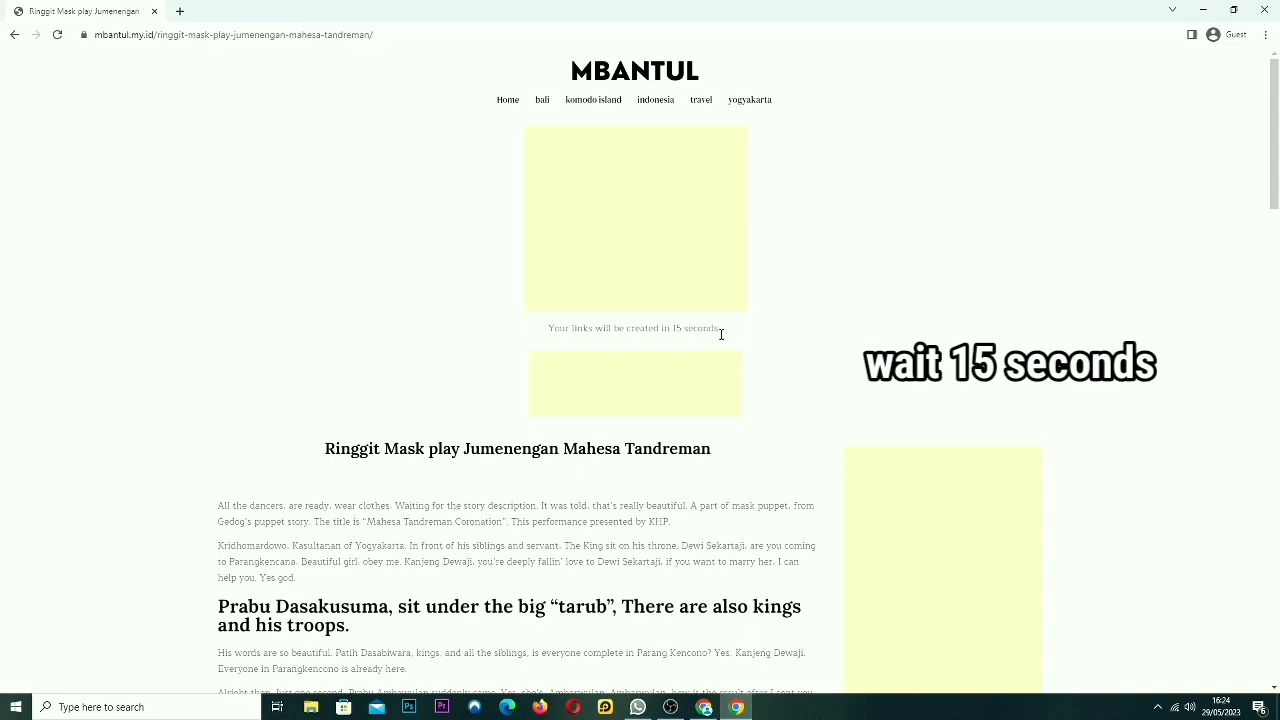 Ringgit Mask play Jumenengan
mbantul.my.id/ringgit-mask-play-jumenengan-mahesa-tandreman/
Guest
MBANTUL
Home bali komodo island indonesia travel yogyakarta
Your links will be created in 15 seconds
wait 15 seconds
Ringgit Mask play Jumenengan Mahesa Tandreman
All the dancers, are ready, wear clothes. Waiting for the story description. It was told, that's really beautiful. A part of mask puppet, from
Gedog's puppet story. The title is “Mahesa Tandreman Coronation”. This performance presented by KHP.
Kridhomardowo, Kasultanan of Yogyakarta. In front of his siblings and servant, The King sit on his throne. Dewi Sekartaji, are you coming
to Parangkencana. Beautiful girl, obey me. Kanjeng Dewaji, you're deeply fallin' love to Dewi Sekartaji, if you want to marry her, I can
help you. Yes god.
Prabu Dasakusuma, sit under the big “tarub”, There are also kings
and his troops.
His words are so beautiful. Patih Dasabiwara, kings, and all the siblings, is everyone complete in Parang Kencono? Yes, Kanjeng Dewaji.
Everyone in Parangkencono is already here.
Type here to search
16:24
29/05/2023